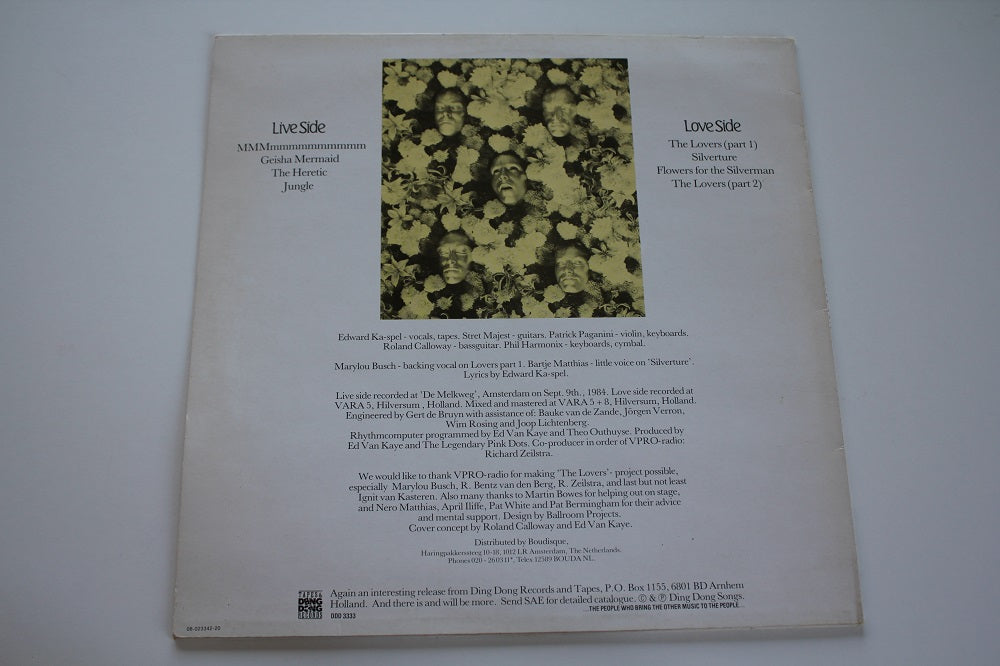 Live Side
MMMmmmmmmmmmmm
Geisha Mermaid
The Heretic
Jungle
Love Side
The Lovers (part 1)
Silverture
Flowers for the Silverman
The Lovers (part 2)
Edward Ka-spel - vocals, tapes. Stret Majest - guitars. Patrick Paganini - violin, keyboards.
Roland Calloway - bassguitar. Phil Harmonix - keyboards, cymbal.
Marylou Busch - backing vocal on Lovers part 1. Bartje Matthias - little voice on 'Silverture'.
Lyrics by Edward Ka-spel.
Live side recorded at 'De Melkweg', Amsterdam on Sept. 9th., 1984. Love side recorded at
VARA 5, Hilversum , Holland. Mixed and mastered at VARA 5 + 8, Hilversum, Holland.
Engineered by Gert de Bruyn with assistance of: Bauke van de Zande, Jörgen Verron,
Wim Rosing and Joop Lichtenberg.
Rhythmcomputer programmed by Ed Van Kaye and Theo Outhuyse. Produced by
Ed Van Kaye and The Legendary Pink Dots. Co-producer in order of VPRO-radio:
Richard Zeilstra.
We would like to thank VPRO-radio for making 'The Lovers'- project possible,
especially Marylou Busch, R. Bentz van den Berg, R. Zeilstra, and last but not least
Ignit van Kasteren. Also many thanks to Martin Bowes for helping out on stage,
and Nero Matthias, April Iliffe, Pat White and Pat Bermingham for their advice
and mental support. Design by Ballroom Projects.
Cover concept by Roland Calloway and Ed Van Kaye.
Distributed by Boudisque,
Haringpakkerssteeg 10-18, 1012 LR Amsterdam, The Netherlands.
Phones 020 - 260311*, Telex 12589 BOUDA NL.
TAPES &
DING
DONG
RECORDS
Again an interesting release from Ding Dong Records and Tapes, P.O. Box 1155, 6801 BD Arnhem
Holland. And there is and will be more. Send SAE for detailed catalogue. © & ℗ Ding Dong Songs.
DDD 3333
...THE PEOPLE WHO BRING THE OTHER MUSIC TO THE PEOPLE...
08-023342-20